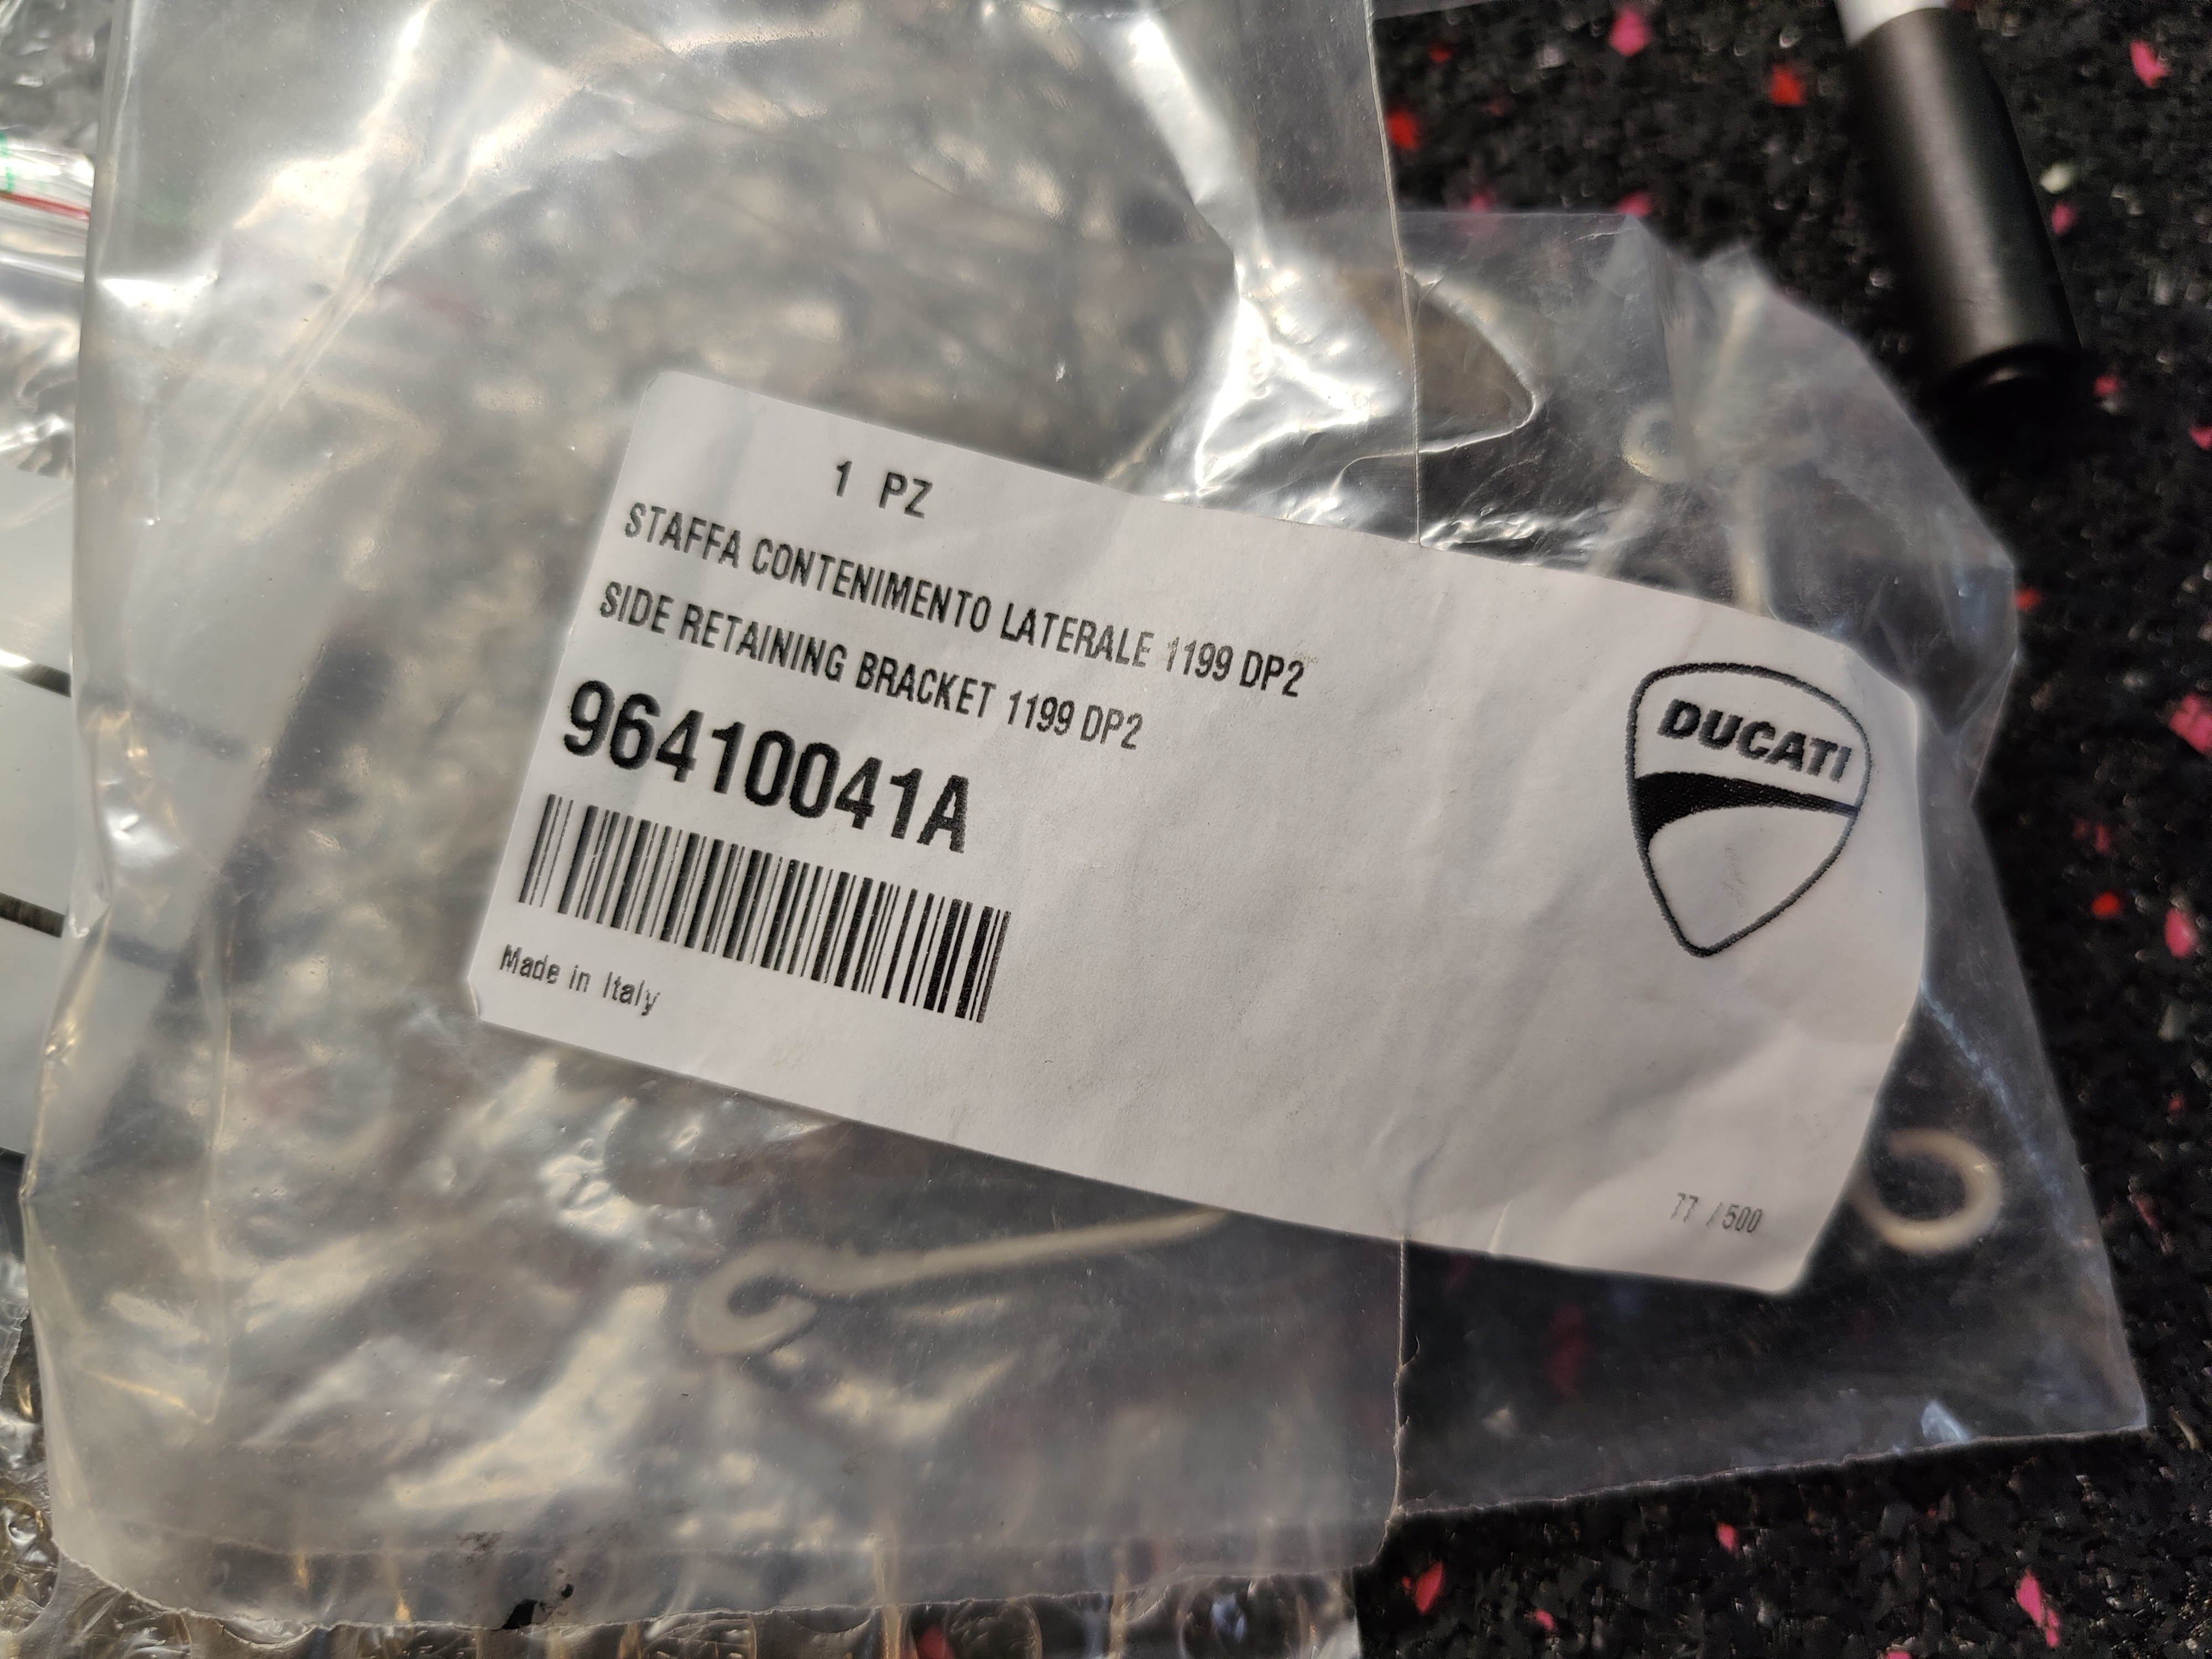 1 PZ
STAFFA CONTENIMENTO LATERALE 1199 DP2
SIDE RETAINING BRACKET 1199 DP2
96410041A
Made in Italy
DUCATI
77 / 500